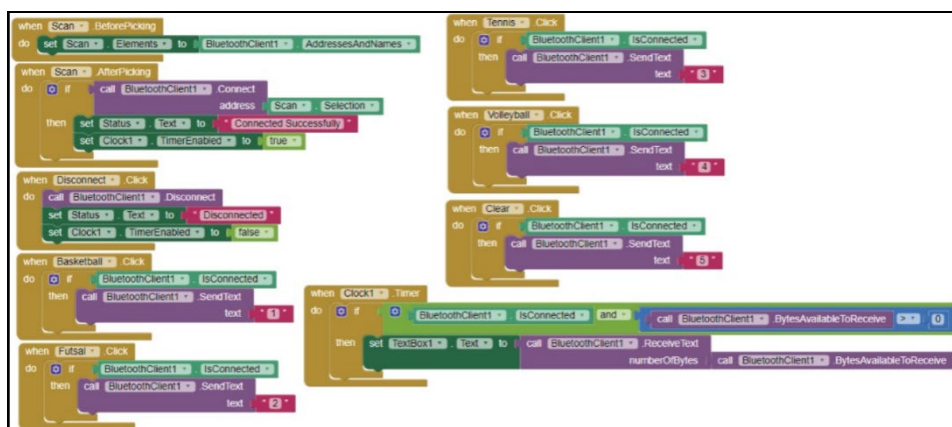 when Scan .BeforePicking
do set Scan . Elements to BluetoothClient1 . AddressesAndNames
when Scan .AfterPicking
do if call BluetoothClient1 .Connect
address Scan . Selection
then set Status . Text to " Connected Successfully "
set Clock1 . TimerEnabled to true
when Disconnect .Click
do call BluetoothClient1 .Disconnect
set Status . Text to " Disconnected "
set Clock1 . TimerEnabled to false
when Basketball .Click
do if BluetoothClient1 . IsConnected
then call BluetoothClient1 .SendText
text " 1 "
when Futsal .Click
do if BluetoothClient1 . IsConnected
then call BluetoothClient1 .SendText
text " 2 "
when Tennis .Click
do if BluetoothClient1 . IsConnected
then call BluetoothClient1 .SendText
text " 3 "
when Volleyball .Click
do if BluetoothClient1 . IsConnected
then call BluetoothClient1 .SendText
text " 4 "
when Clear .Click
do if BluetoothClient1 . IsConnected
then call BluetoothClient1 .SendText
text " 5 "
when Clock1 .Timer
do if BluetoothClient1 . IsConnected and call BluetoothClient1 .BytesAvailableToReceive > 0
then set TextBox1 . Text to call BluetoothClient1 .ReceiveText
numberOfBytes call BluetoothClient1 .BytesAvailableToReceive